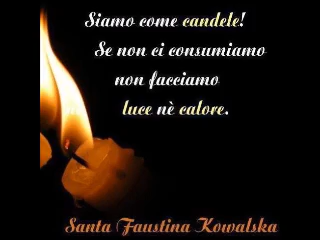 Siamo come candele!
Se non ci consumiamo
non facciamo
luce nè calore.
Santa Faustina Kowalska